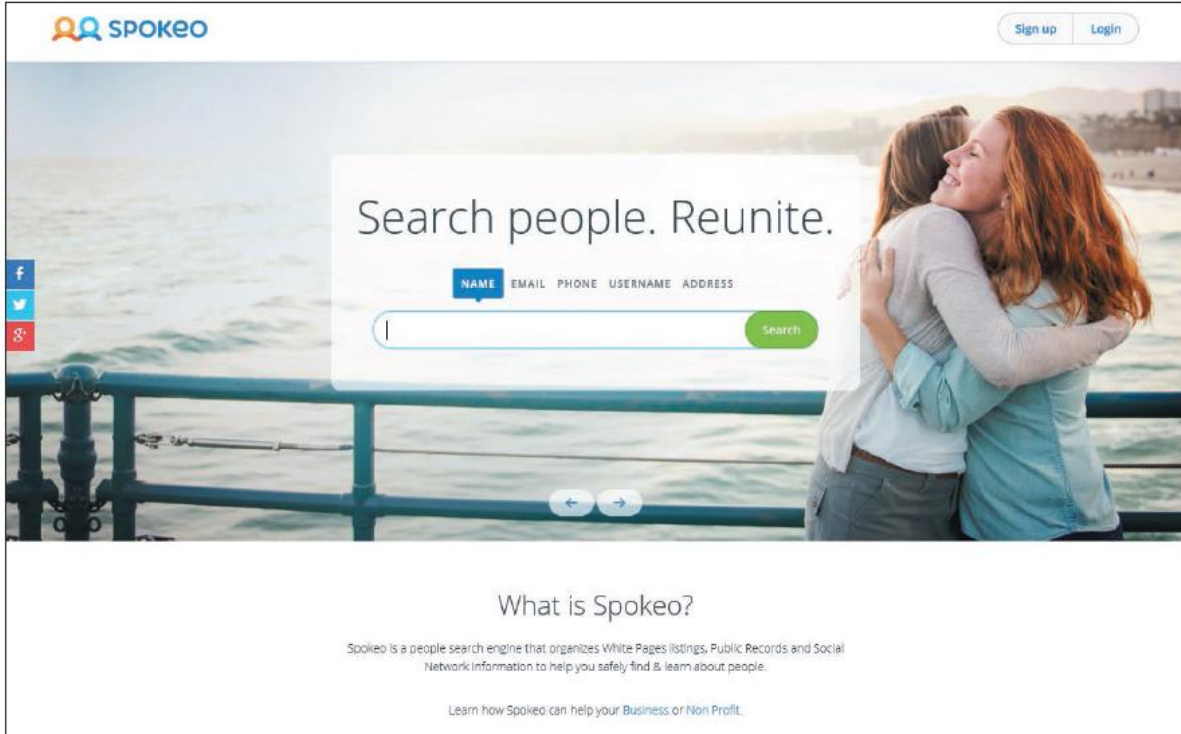 SPOKEO
Sign up Login
Search people. Reunite.
NAME EMAIL PHONE USERNAME ADDRESS
Search
What is Spokeo?
Spokeo is a people search engine that organizes White Pages listings, Public Records and Social
Network information to help you safely find & learn about people.
Learn how Spokeo can help your Business or Non Profit.